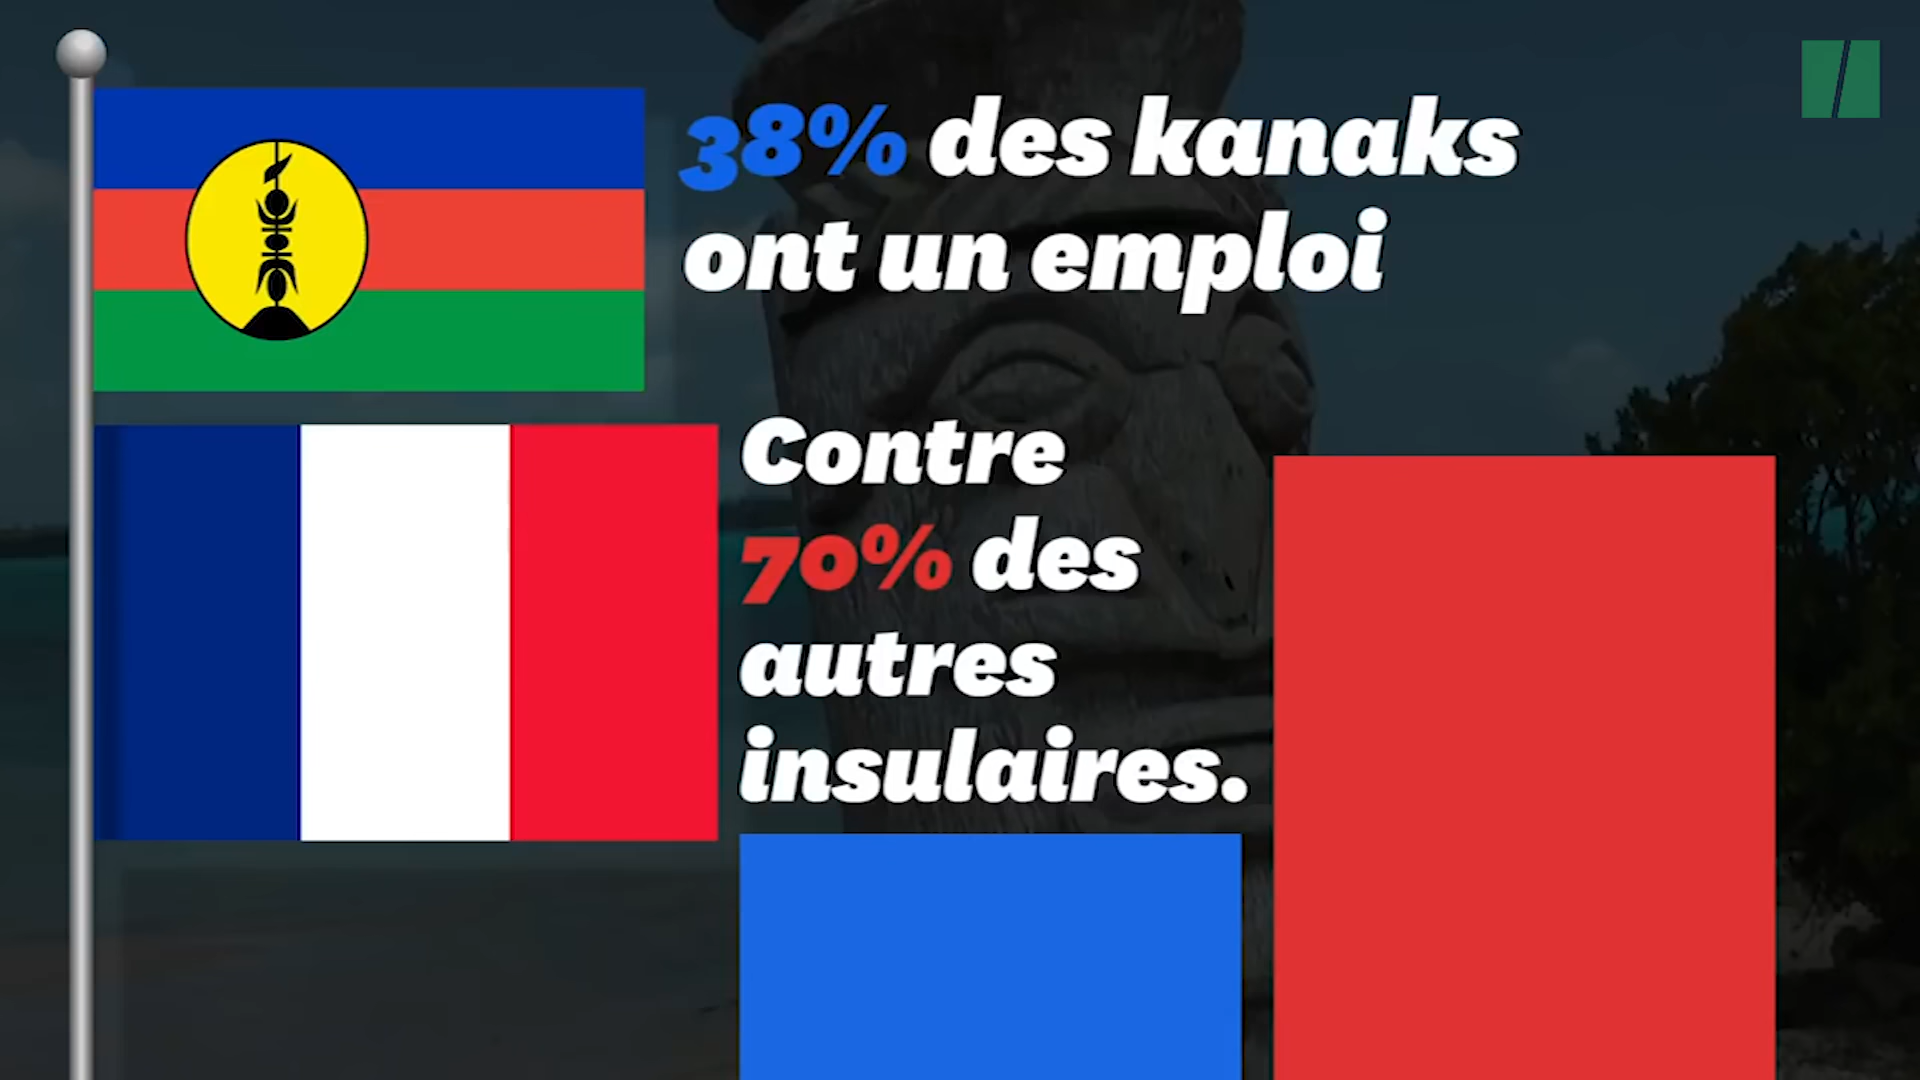 38% des kanaks
ont un emploi
Contre
70% des
autres
insulaires.